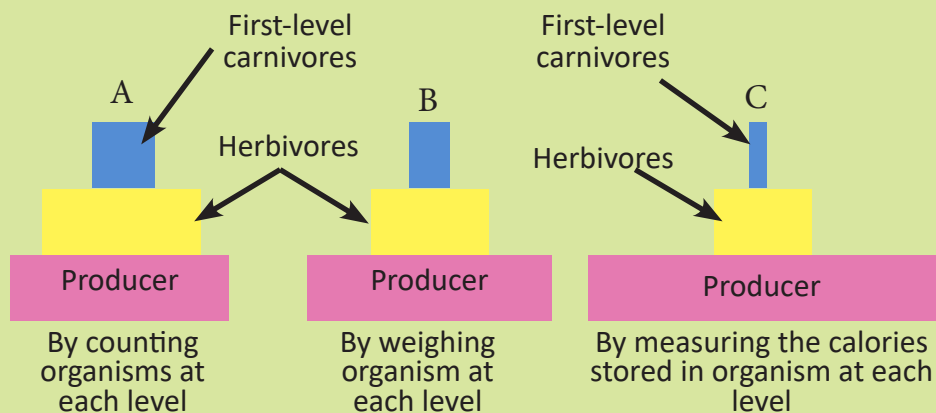 First-level
carnivores
A
Herbivores
Producer
By counting
organisms at
each level
B
Producer
By weighing
organism at
each level
First-level
carnivores
C
Herbivores
Producer
By measuring the calories
stored in organism at each
level